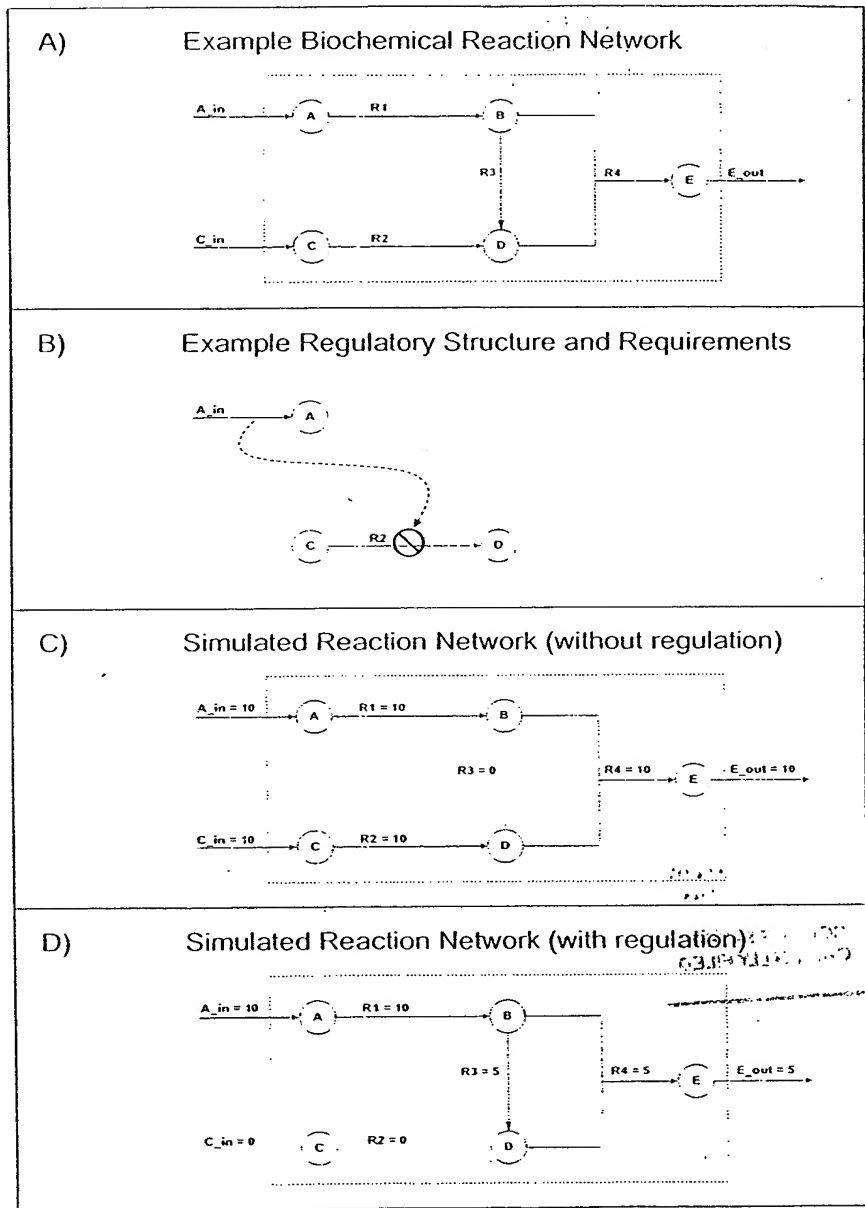 A) Example Biochemical Reaction Network
A_in A R1 B
R3 R4 E E_out
C_in C R2 D
B) Example Regulatory Structure and Requirements
A_in A
C R2 D
C) Simulated Reaction Network (without regulation)
A_in = 10 A R1 = 10 B
R3 = 0 R4 = 10 E E_out = 10
C_in = 10 C R2 = 10 D
D) Simulated Reaction Network (with regulation)
A_in = 10 A R1 = 10 B
R3 = 5 R4 = 5 E E_out = 5
C_in = 0 C R2 = 0 D